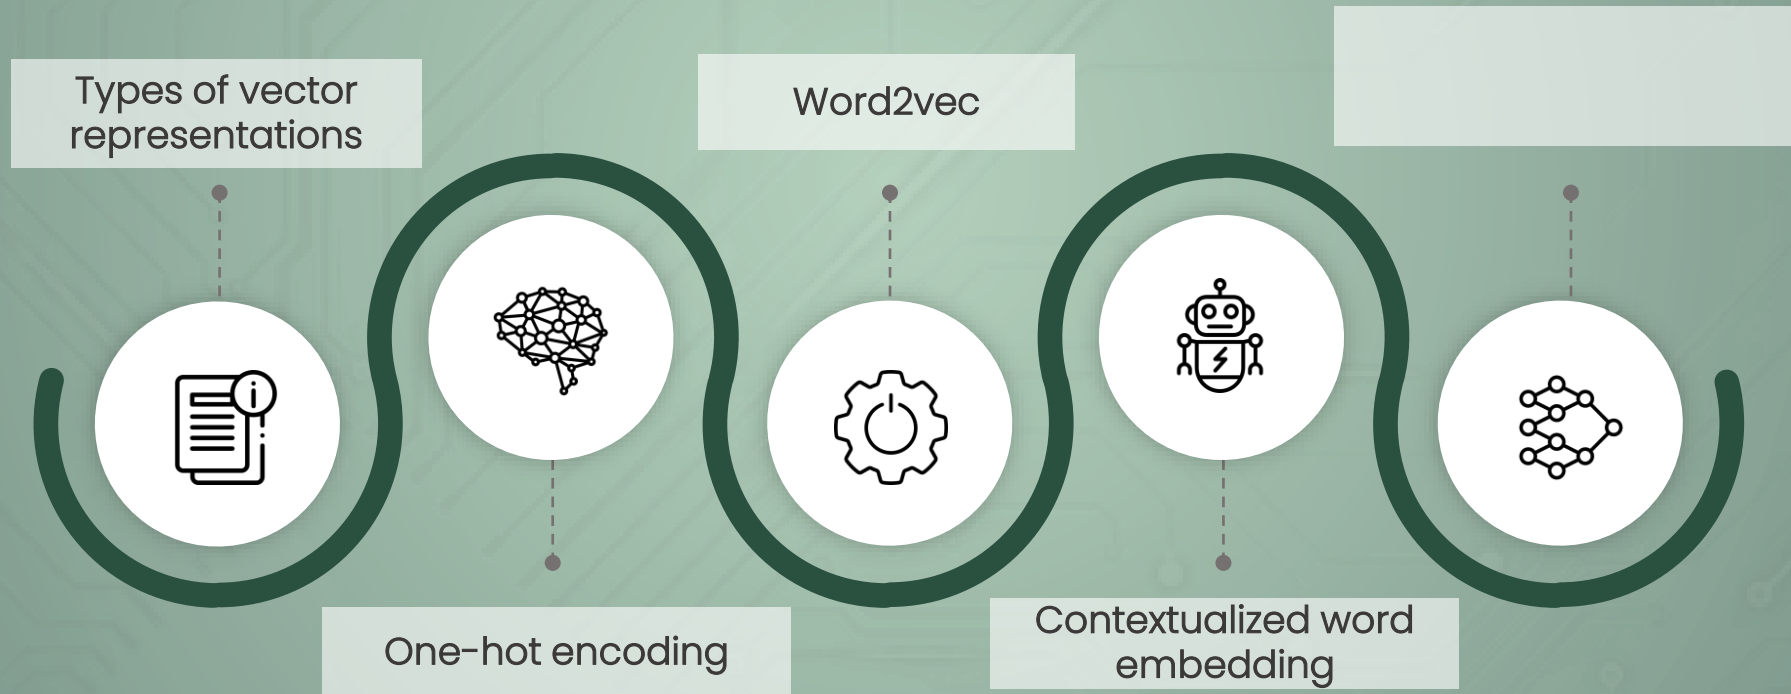 Types of vector
representations
One-hot encoding
Word2vec
Contextualized word
embedding